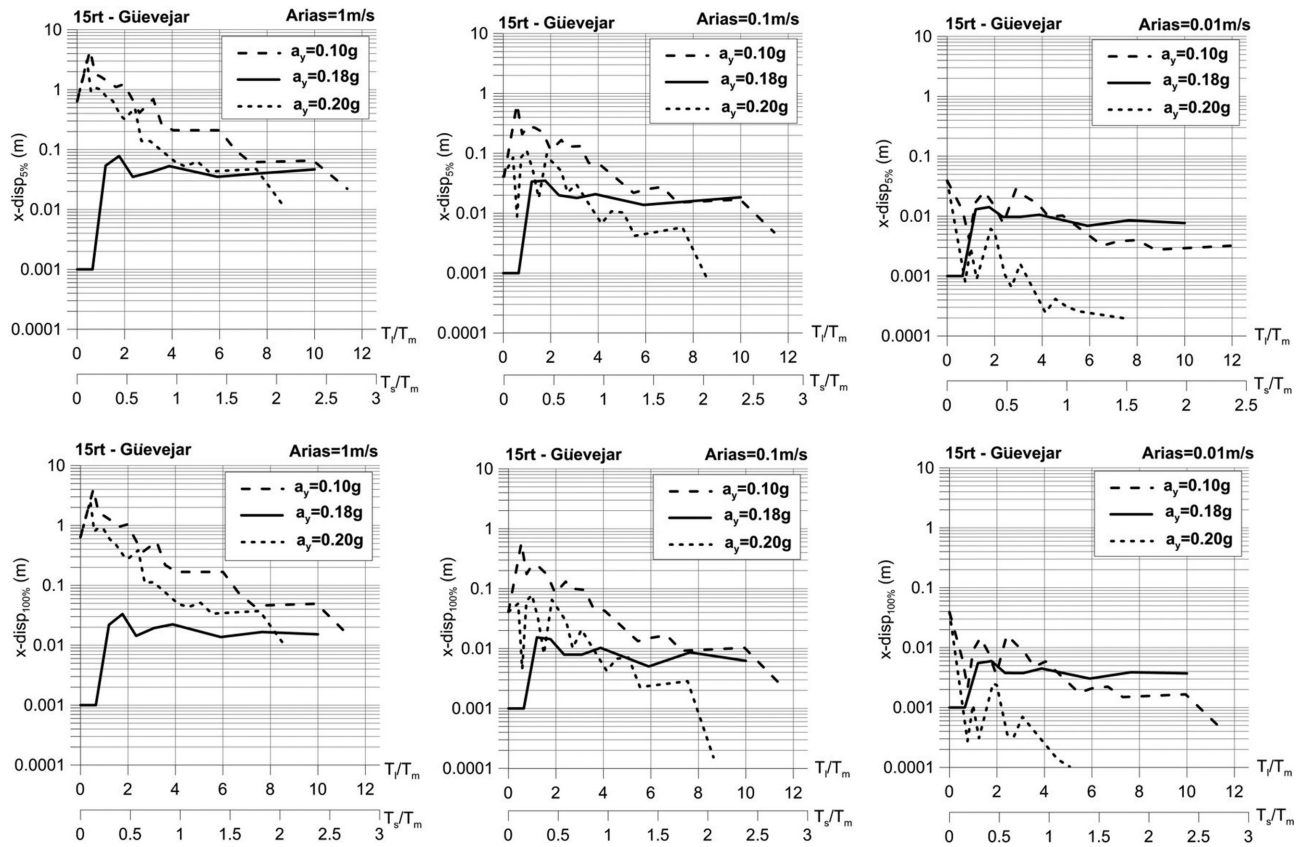 15rt - Güevejar Arias=1m/s
a_y=0.10g
a_y=0.18g
a_y=0.20g
x-disp_5% (m)
10
1
0.1
0.01
0.001
0.0001
0 2 4 6 8 10 12 T_l/T_m
0 0.5 1 1.5 2 2.5 3 T_s/T_m
15rt - Güevejar Arias=0.1m/s
a_y=0.10g
a_y=0.18g
a_y=0.20g
x-disp_5% (m)
10
1
0.1
0.01
0.001
0.0001
0 2 4 6 8 10 12 T_l/T_m
0 0.5 1 1.5 2 2.5 3 T_s/T_m
15rt - Güevejar Arias=0.01m/s
a_y=0.10g
a_y=0.18g
a_y=0.20g
x-disp_5% (m)
10
1
0.1
0.01
0.001
0.0001
0 2 4 6 8 10 12 T_l/T_m
0 0.5 1 1.5 2 2.5 T_s/T_m
15rt - Güevejar Arias=1m/s
a_y=0.10g
a_y=0.18g
a_y=0.20g
x-disp_100% (m)
10
1
0.1
0.01
0.001
0.0001
0 2 4 6 8 10 12 T_l/T_m
0 0.5 1 1.5 2 2.5 3 T_s/T_m
15rt - Güevejar Arias=0.1m/s
a_y=0.10g
a_y=0.18g
a_y=0.20g
x-disp_100% (m)
10
1
0.1
0.01
0.001
0.0001
0 2 4 6 8 10 12 T_l/T_m
0 0.5 1 1.5 2 2.5 3 T_s/T_m
15rt - Güevejar Arias=0.01m/s
a_y=0.10g
a_y=0.18g
a_y=0.20g
x-disp_100% (m)
10
1
0.1
0.01
0.001
0.0001
0 2 4 6 8 10 12 T_l/T_m
0 0.5 1 1.5 2 2.5 3 T_s/T_m